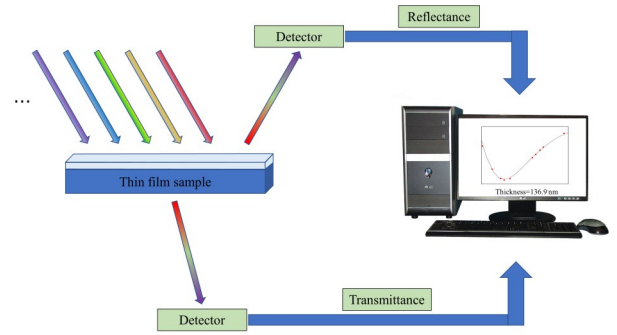 Detector
Reflectance
...
Thin film sample
Thickness=136.9 nm
Detector
Transmittance